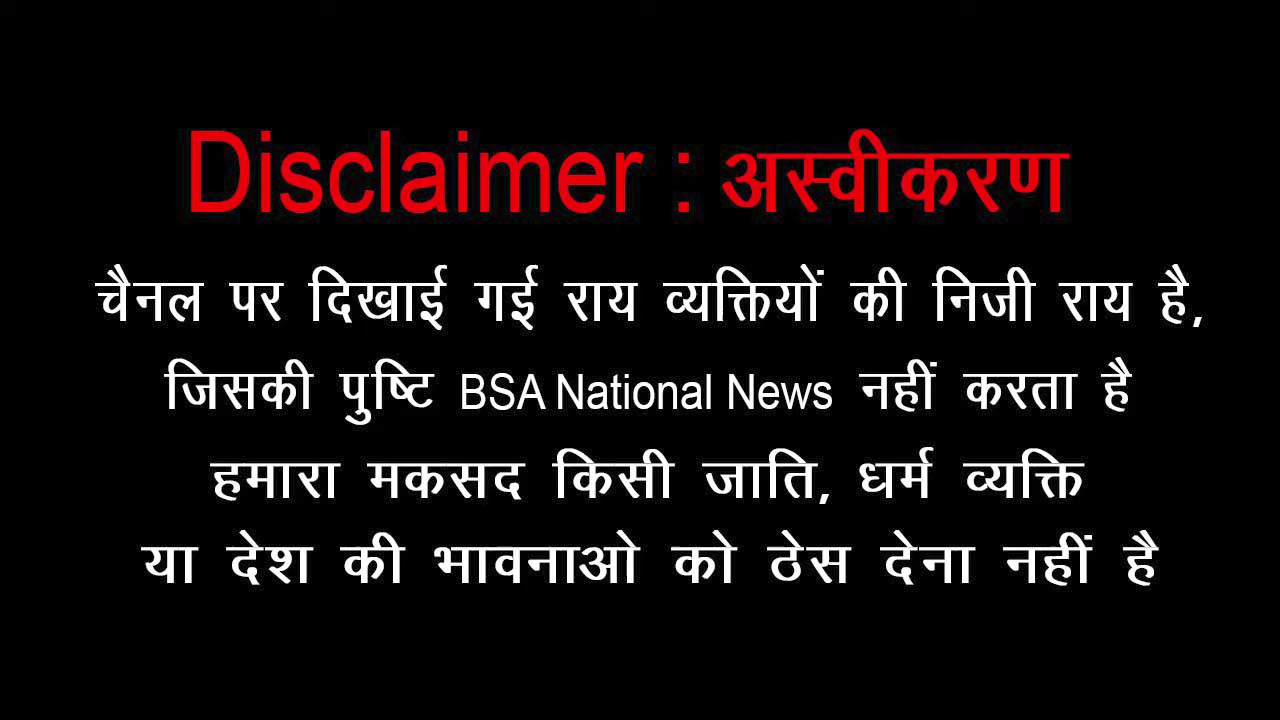 Disclaimer : अस्वीकरण
चैनल पर दिखाई गई राय व्यक्तियों की निजी राय है,
जिसकी पुष्टि BSA National News नहीं करता है
हमारा मकसद किसी जाति, धर्म व्यक्ति
या देश की भावनाओ को ठेस देना नहीं है